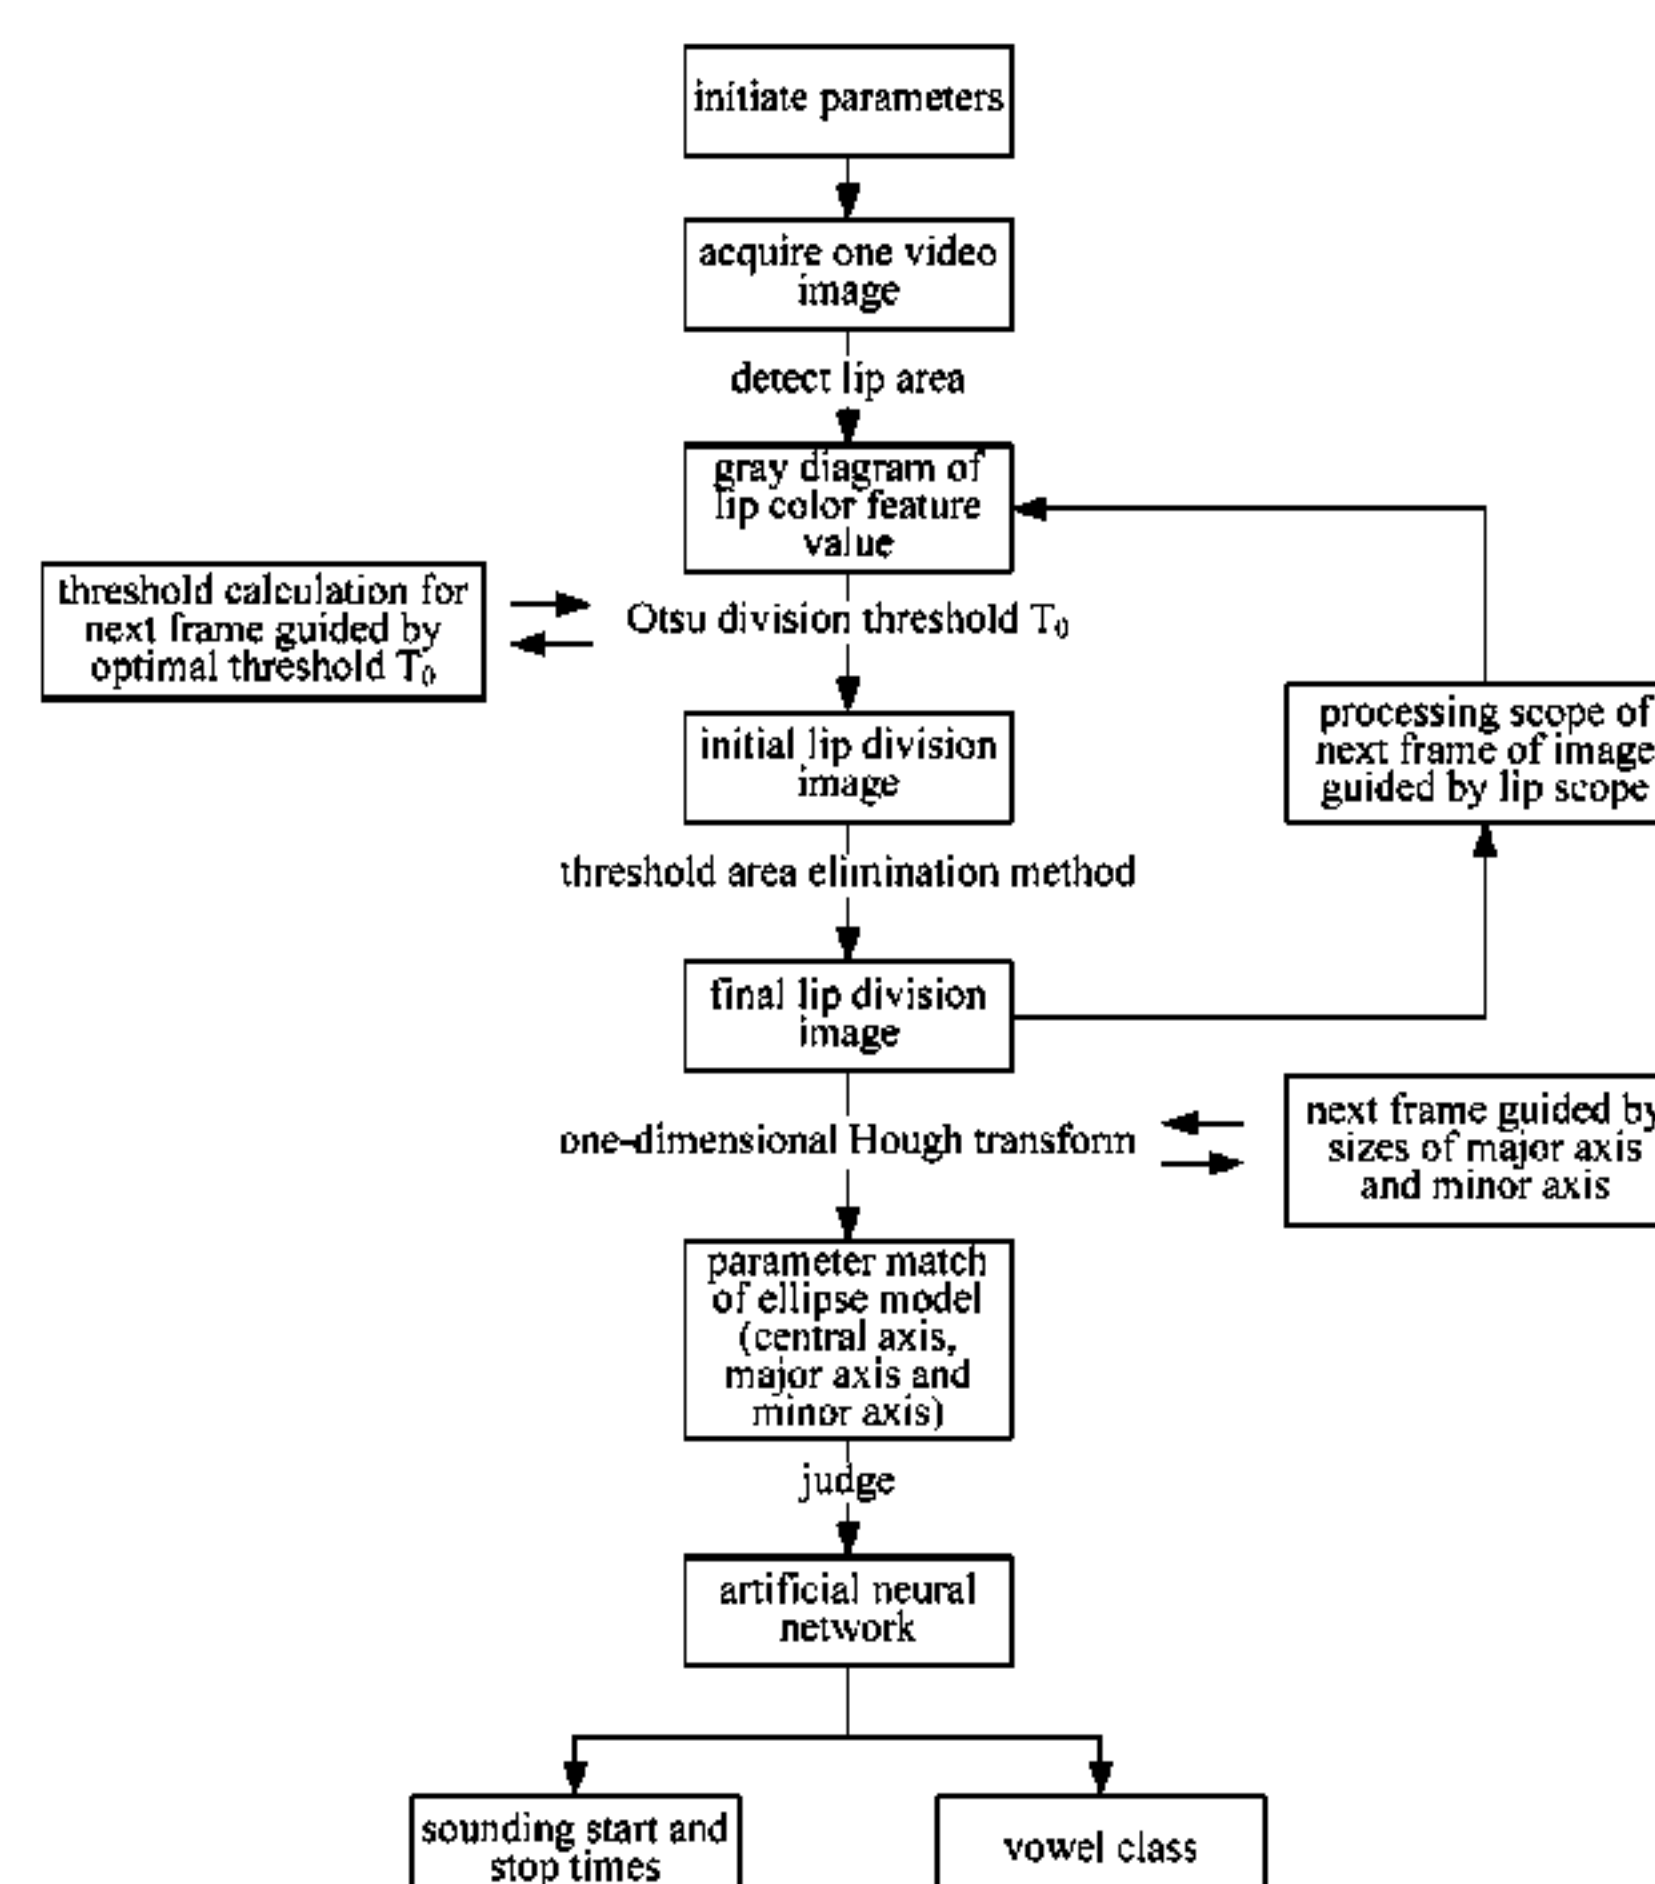 initiate parameters
acquire one video
image
detect lip area
gray diagram of
lip color feature
value
threshold calculation for
next frame guided by
optimal threshold T₀
Otsu division threshold T₀
initial lip division
image
processing scope of
next frame of image
guided by lip scope
threshold area elimination method
final lip division
image
one-dimensional Hough transform
next frame guided by
sizes of major axis
and minor axis
parameter match
of ellipse model
(central axis,
major axis and
minor axis)
judge
artificial neural
network
sounding start and
stop times
vowel class